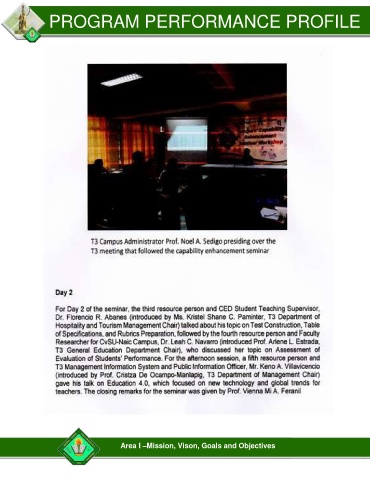 PROGRAM PERFORMANCE PROFILE
T3 Campus Administrator Prof. Noel A. Sedigo presiding over the
T3 meeting that followed the capability enhancement seminar
Day 2
For Day 2 of the seminar, the third resource person and CED Student Teaching Supervisor,
Dr. Florencio R. Abanes (introduced by Ms. Kristel Shane C. Paminter, T3 Department of
Hospitality and Tourism Management Chair) talked about his topic on Test Construction, Table
of Specifications, and Rubrics Preparation, followed by the fourth resource person and Faculty
Researcher for CvSU-Naic Campus, Dr. Leah C. Navarro (introduced Prof. Arlene L. Estrada,
T3 General Education Department Chair), who discussed her topic on Assessment of
Evaluation of Students' Performance. For the afternoon session, a fifth resource person and
T3 Management Information System and Public Information Officer, Mr. Keno A. Villavicencio
(introduced by Prof. Cristza De Ocampo-Manlapig, T3 Department of Management Chair)
gave his talk on Education 4.0, which focused on new technology and global trends for
teachers. The closing remarks for the seminar was given by Prof. Vienna Mi A. Feranil
Area I –Mission, Vison, Goals and Objectives